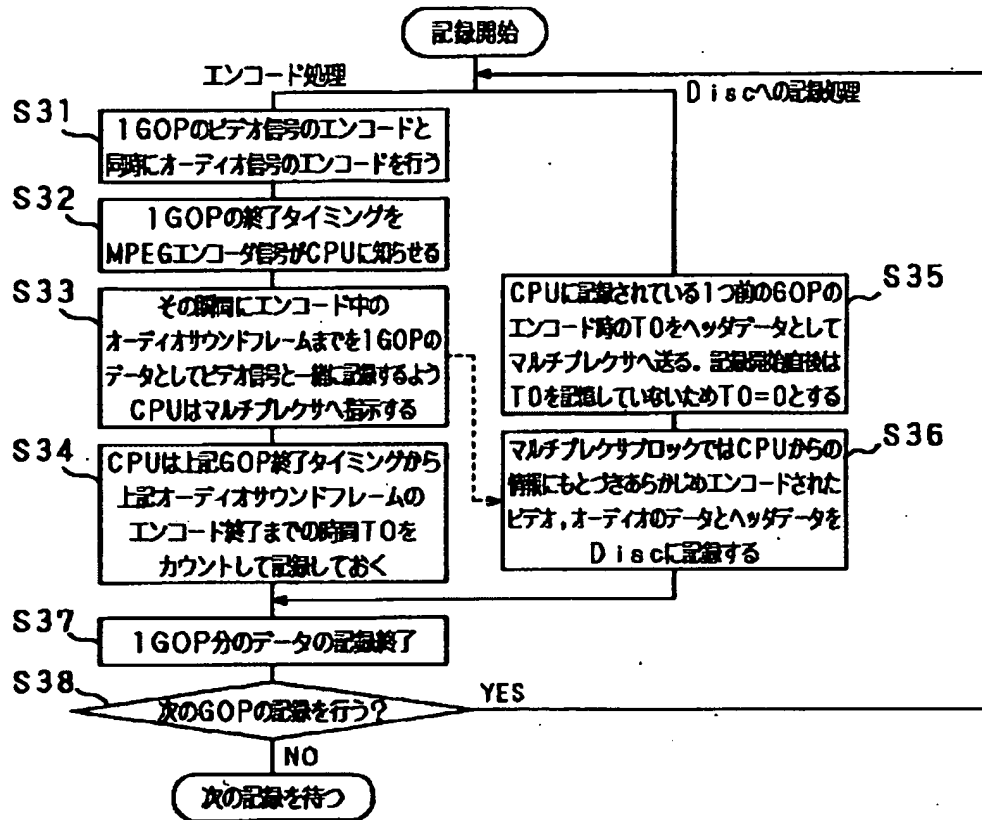 記録開始
エンコード処理
Discへの記録処理
S31
1GOPのビデオ信号のエンコードと
同時にオーディオ信号のエンコードを行う
S32
1GOPの終了タイミングを
MPEGエンコーダ信号がCPUに知らせる
S33
その瞬間にエンコード中の
オーディオサウンドフレームまでを1GOPの
データとしてビデオ信号と一緒に記録するよう
CPUはマルチプレクサへ指示する
S34
CPUは上記GOP終了タイミングから
上記オーディオサウンドフレームの
エンコード終了までの時間T0を
カウントして記録しておく
S35
CPUに記録されている1つ前のGOPの
エンコード時のT0をヘッダデータとして
マルチプレクサへ送る。記録開始直後は
T0を記憶していないためT0=0とする
S36
マルチプレクサブロックではCPUからの
情報にもとづきあらかじめエンコードされた
ビデオ,オーディオのデータとヘッダデータを
Discに記録する
S37
1GOP分のデータの記録終了
S38
次のGOPの記録を行う?
YES
NO
次の記録を待つ